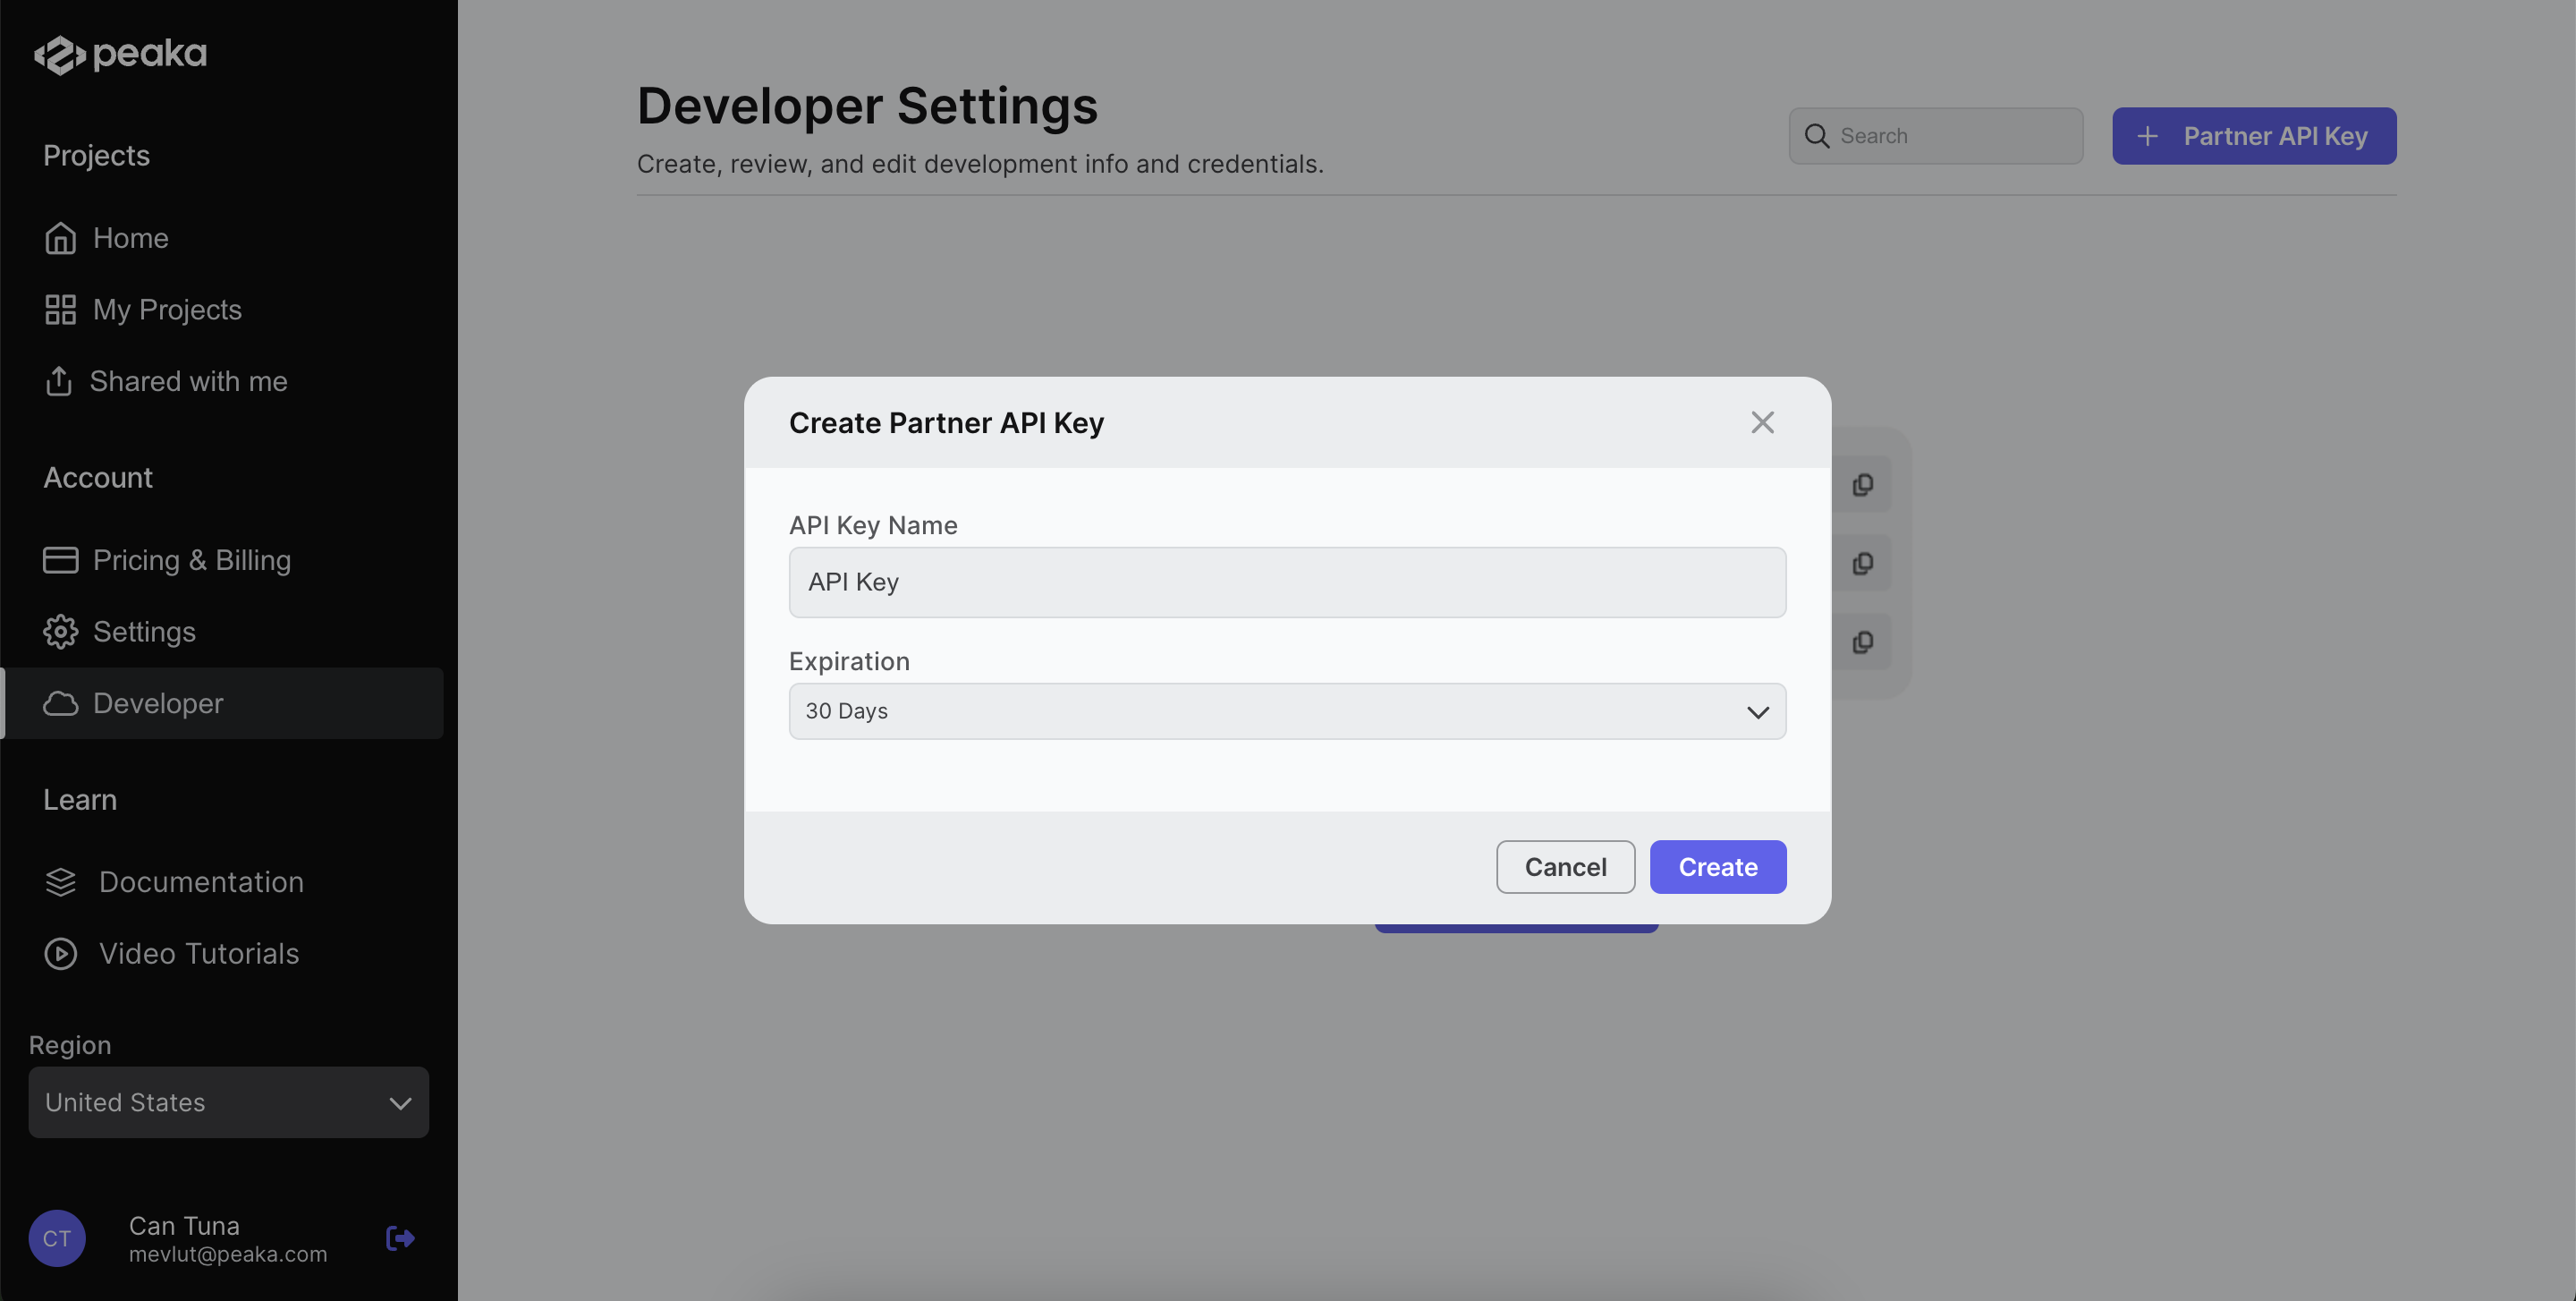 peaka
Projects
Home
My Projects
Shared with me
Account
Pricing & Billing
Settings
Developer
Learn
Documentation
Video Tutorials
Region
United States
CT
Can Tuna
mevlut@peaka.com
Developer Settings
Create, review, and edit development info and credentials.
Search
+ Partner API Key
Create Partner API Key
API Key Name
API Key
Expiration
30 Days
Cancel
Create